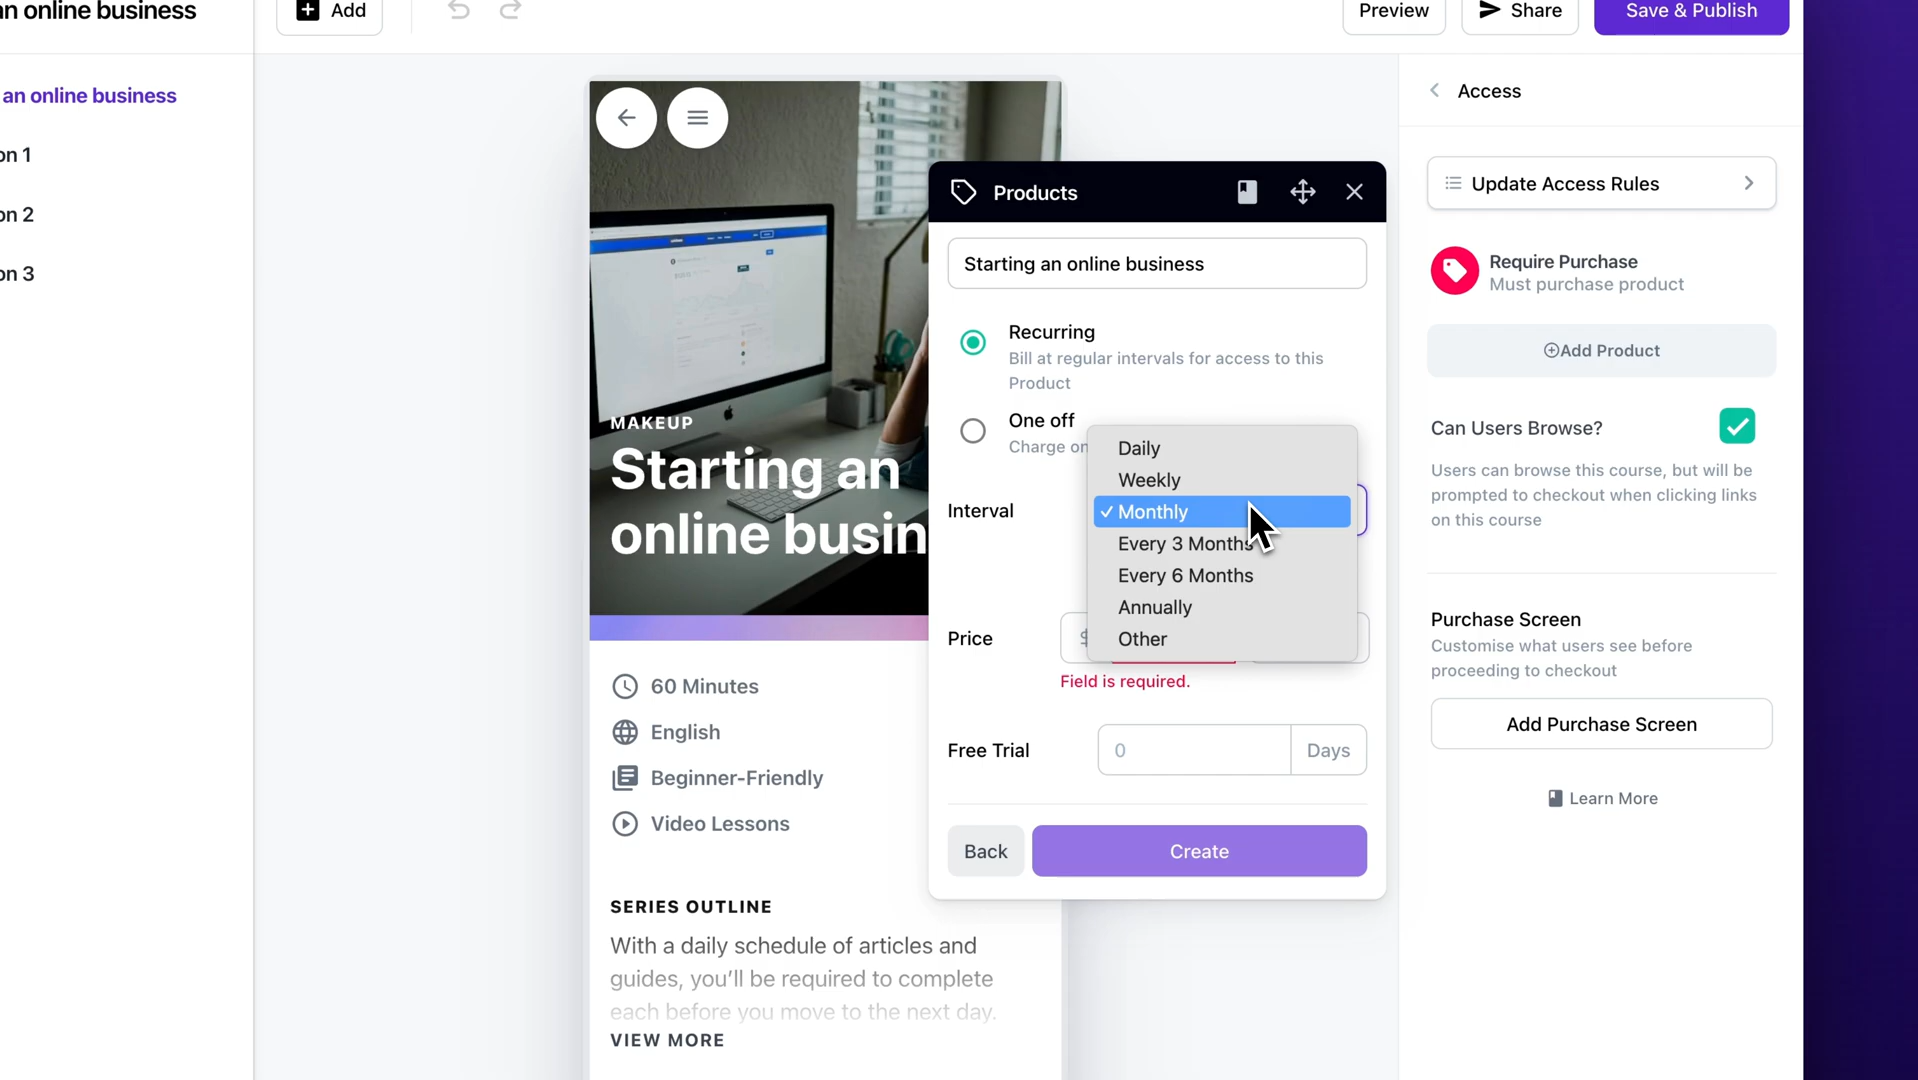 n online business
Add
Preview
Share
Save & Publish
an online business
on 1
on 2
on 3
MAKEUP
Starting an
online busin
60 Minutes
English
Beginner-Friendly
Video Lessons
SERIES OUTLINE
With a daily schedule of articles and
guides, you'll be required to complete
each before you move to the next day.
VIEW MORE
Products
Starting an online business
Recurring
Bill at regular intervals for access to this
Product
One off
Charge on
Interval
Daily
Weekly
✓ Monthly
Every 3 Months
Every 6 Months
Annually
Other
Price
$
Field is required.
Free Trial
0
Days
Back
Create
Access
Update Access Rules
Require Purchase
Must purchase product
Add Product
Can Users Browse?
Users can browse this course, but will be
prompted to checkout when clicking links
on this course
Purchase Screen
Customise what users see before
proceeding to checkout
Add Purchase Screen
Learn More